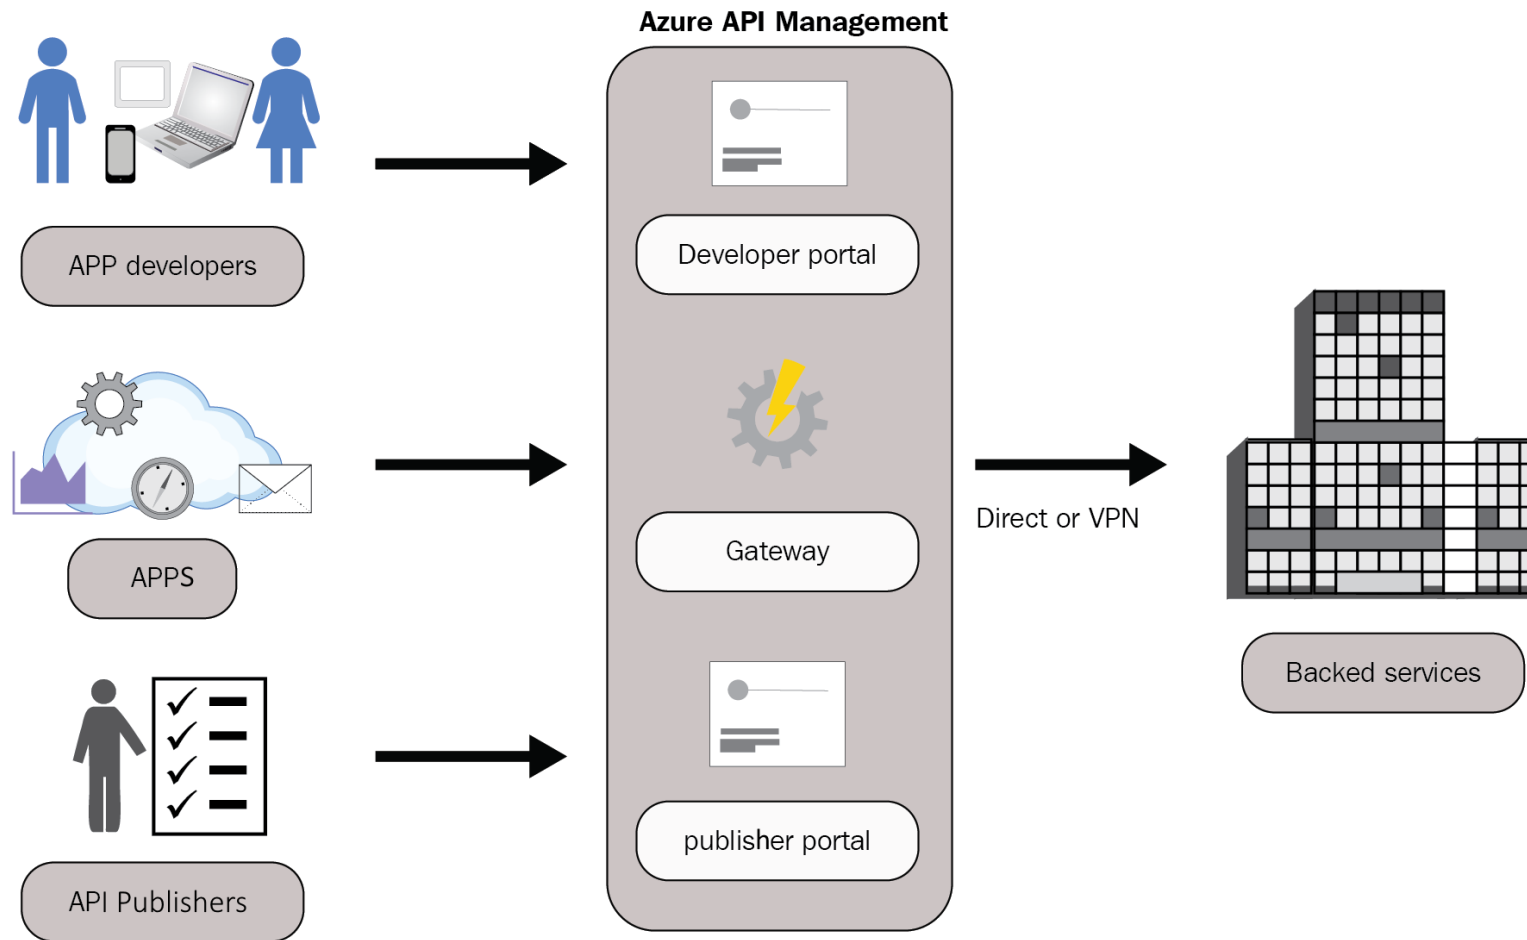 Azure API Management
APP developers
Developer portal
APPS
Gateway
Direct or VPN
Backed services
API Publishers
publisher portal